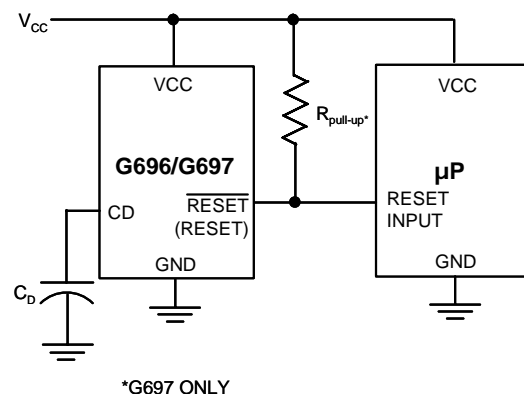 Vcc
VCC
Rpull-up*
VCC
G696/G697
µP
CD
RESET
(RESET)
RESET
INPUT
GND
GND
CD
*G697 ONLY